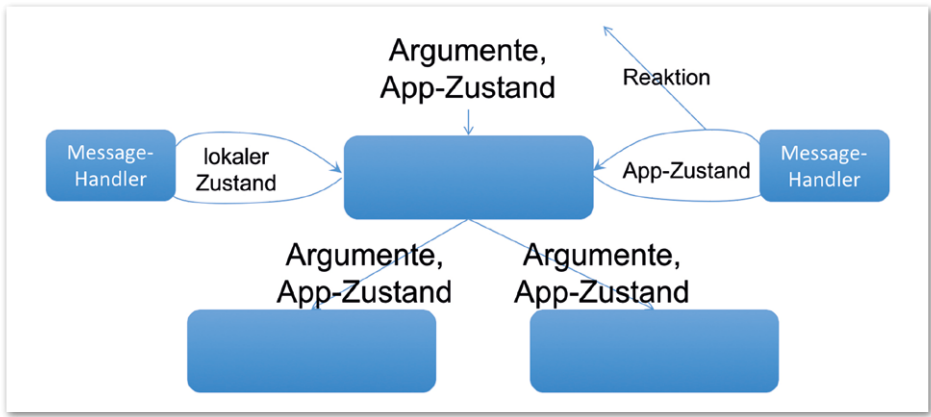 Argumente,
App-Zustand
Reaktion
Message-
Handler
lokaler
Zustand
App-Zustand
Message-
Handler
Argumente,
App-Zustand
Argumente,
App-Zustand